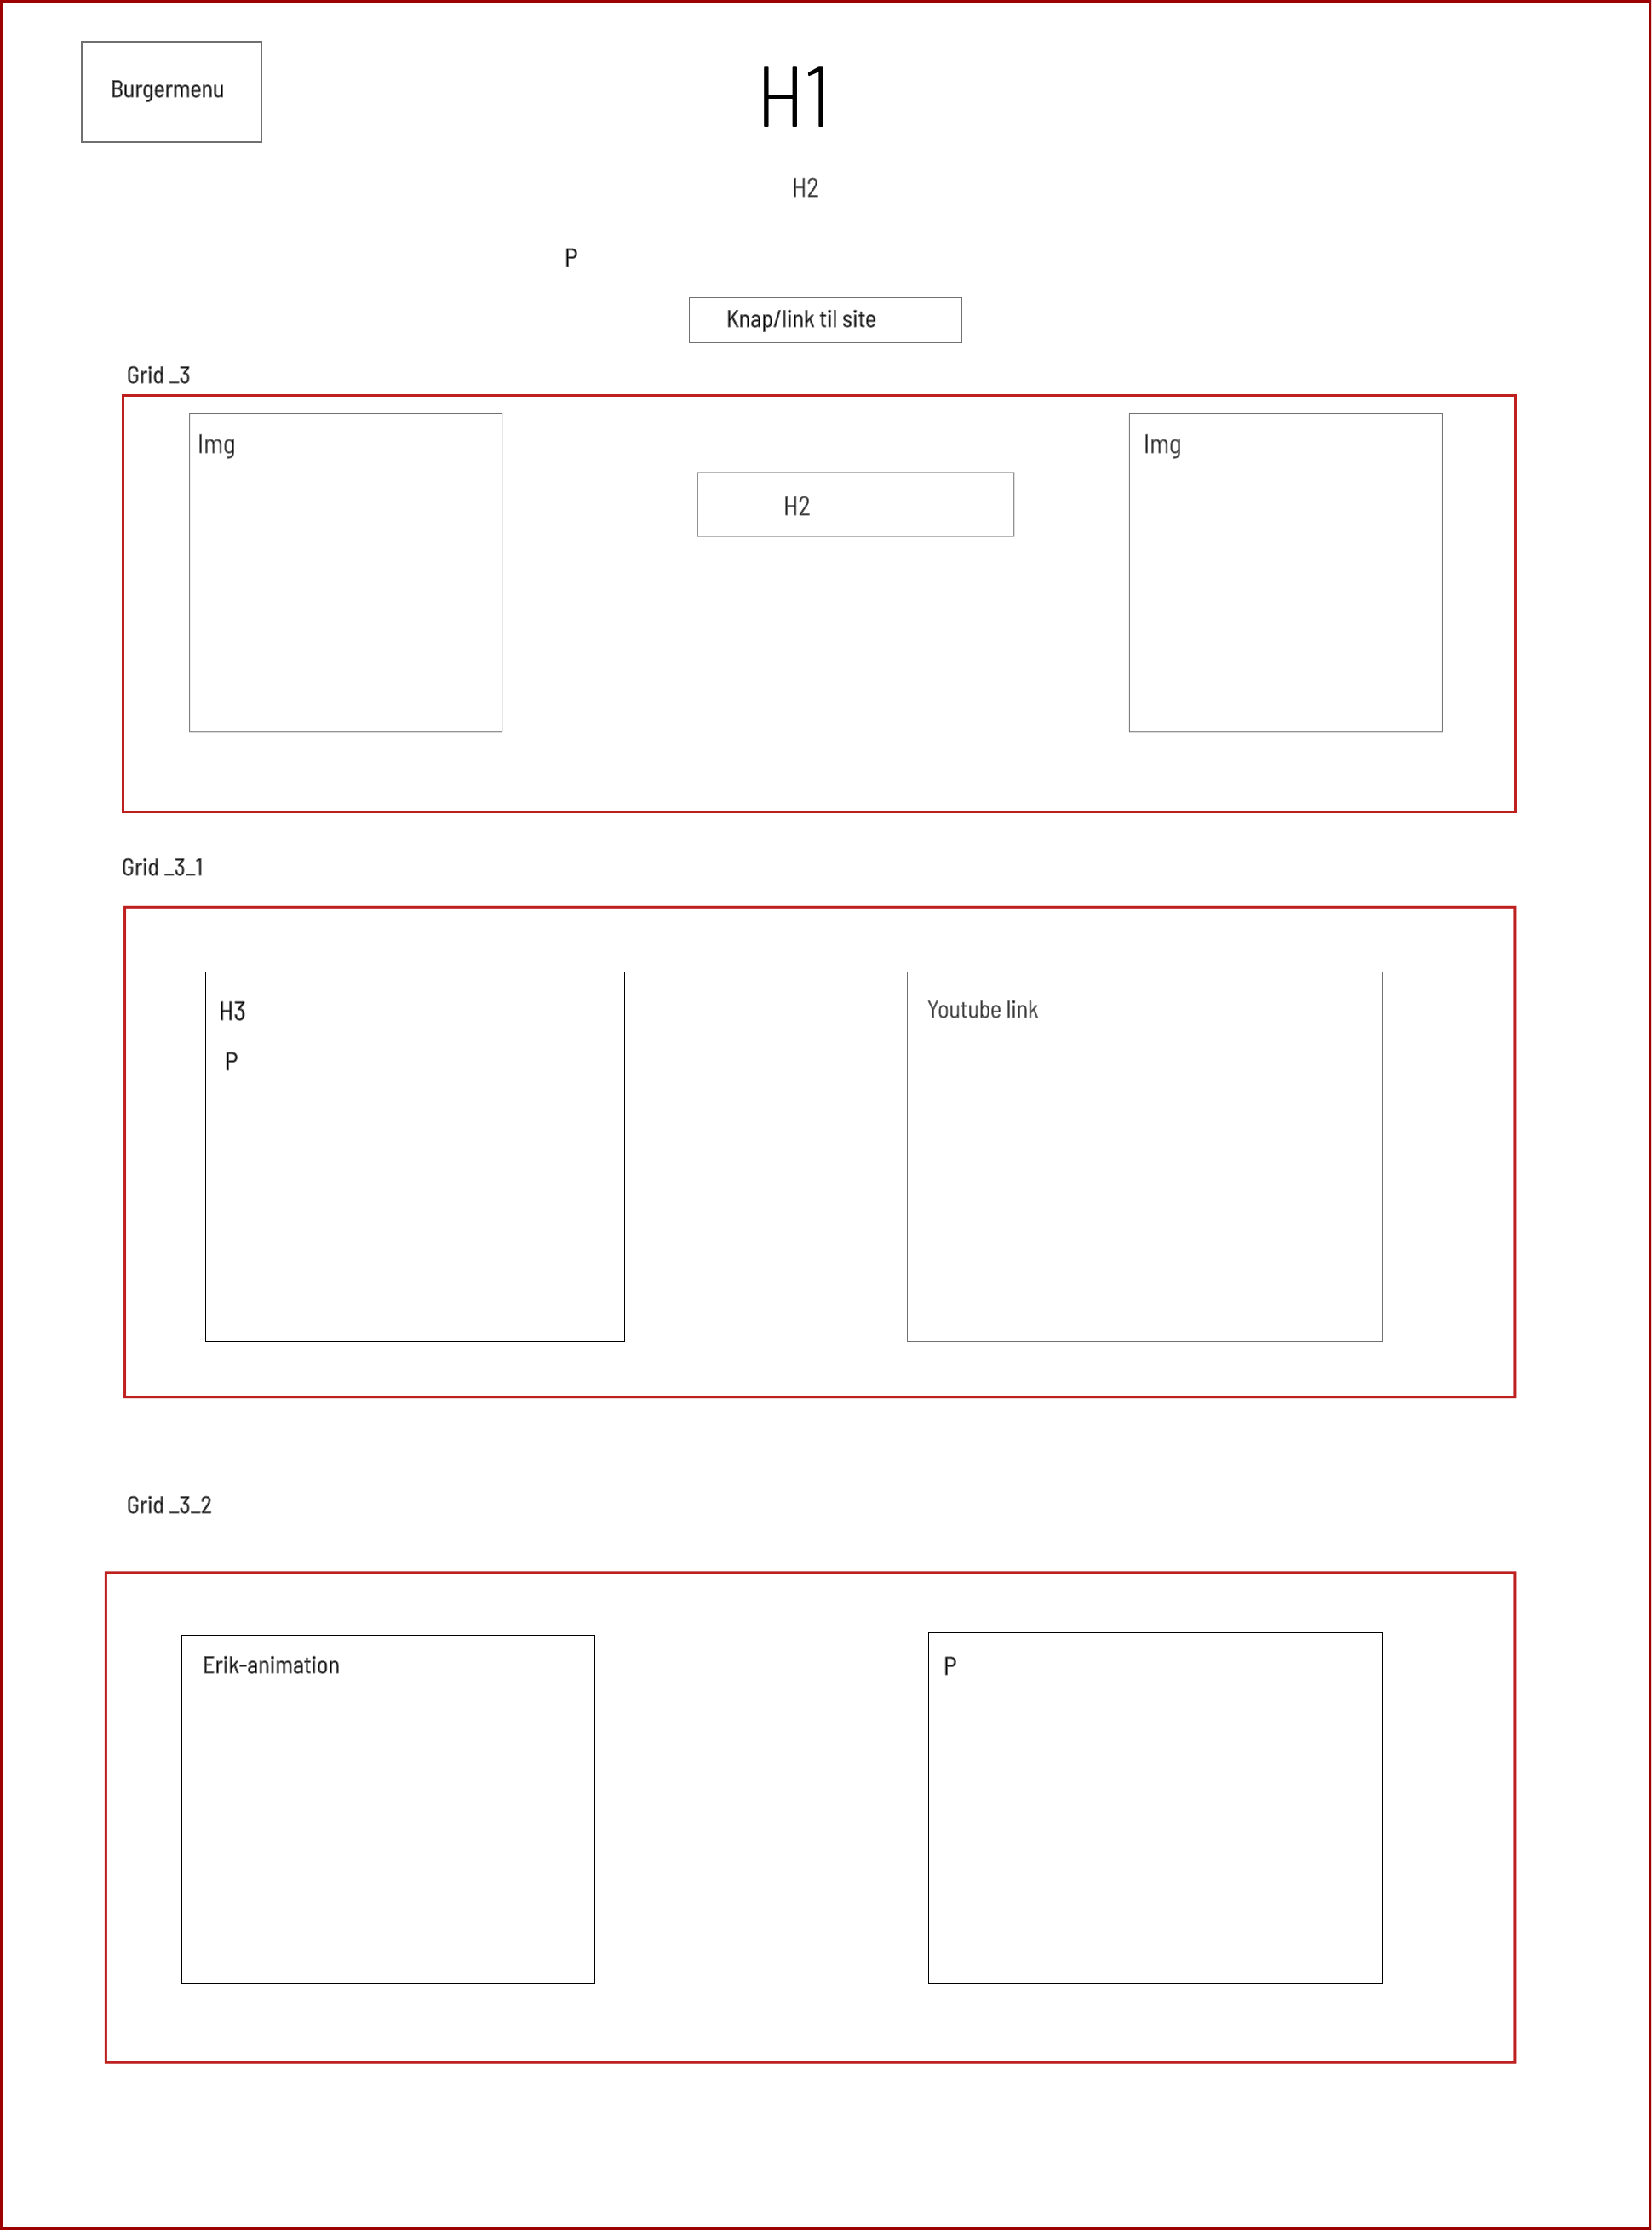 Burgermenu
H1
H2
P
Knap/link til site
Grid _3
Img
H2
Img
Grid _3_1
H3
P
Youtube link
Grid _3_2
Erik-animation
P